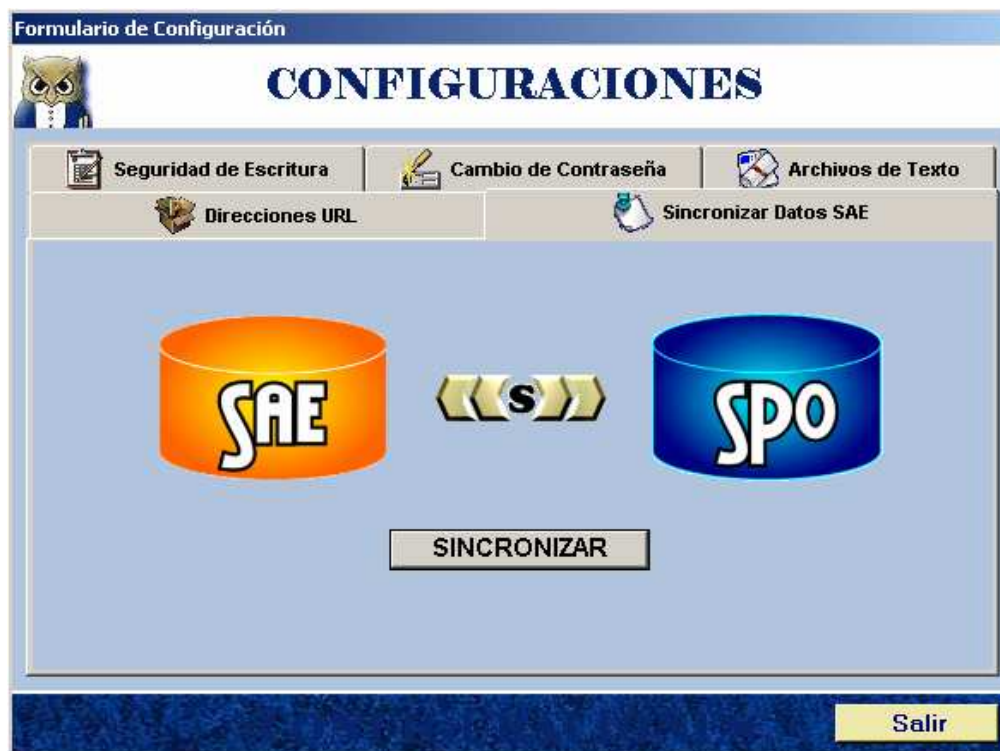 Formulario de Configuración
CONFIGURACIONES
Seguridad de Escritura
Cambio de Contraseña
Archivos de Texto
Direcciones URL
Sincronizar Datos SAE
SAE
S
SPO
SINCRONIZAR
Salir